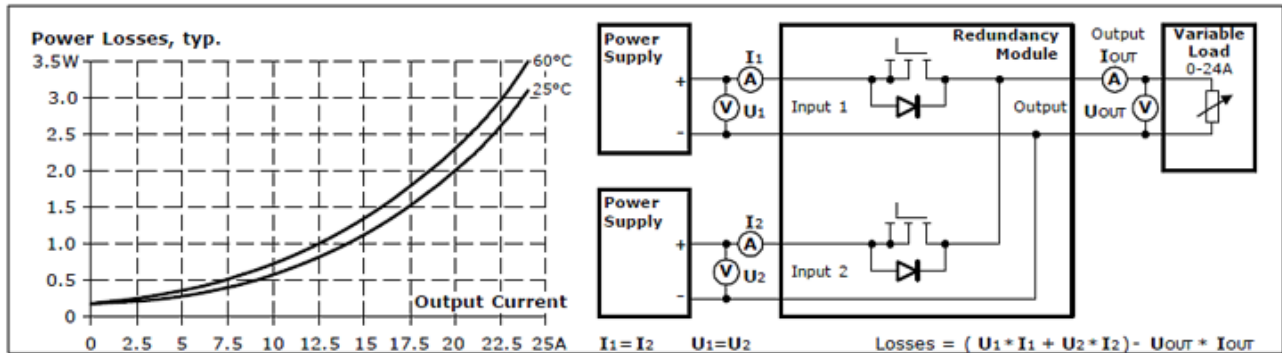 Power Losses, typ.
3.5W
3.0
2.5
2.0
1.5
1.0
0.5
0
60°C
25°C
Output Current
0 2.5 5 7.5 10 12.5 15 17.5 20 22.5 25A
Power
Supply
+
-
I1
A
V
U1
Input 1
Redundancy
Module
Output
Output
IOUT
A
UOUT
V
Variable
Load
0-24A
Power
Supply
+
-
I2
A
V
U2
Input 2
I1=I2 U1=U2 Losses = ( U1*I1 + U2*I2)- UOUT * IOUT